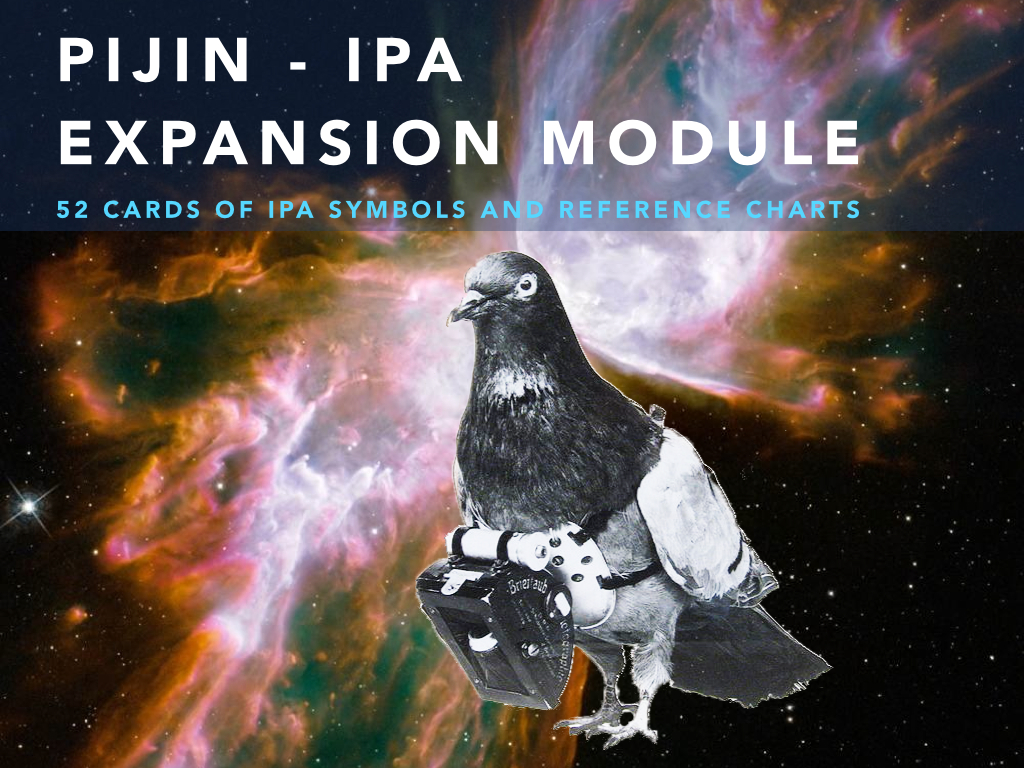 PIJIN - IPA
EXPANSION MODULE
52 CARDS OF IPA SYMBOLS AND REFERENCE CHARTS